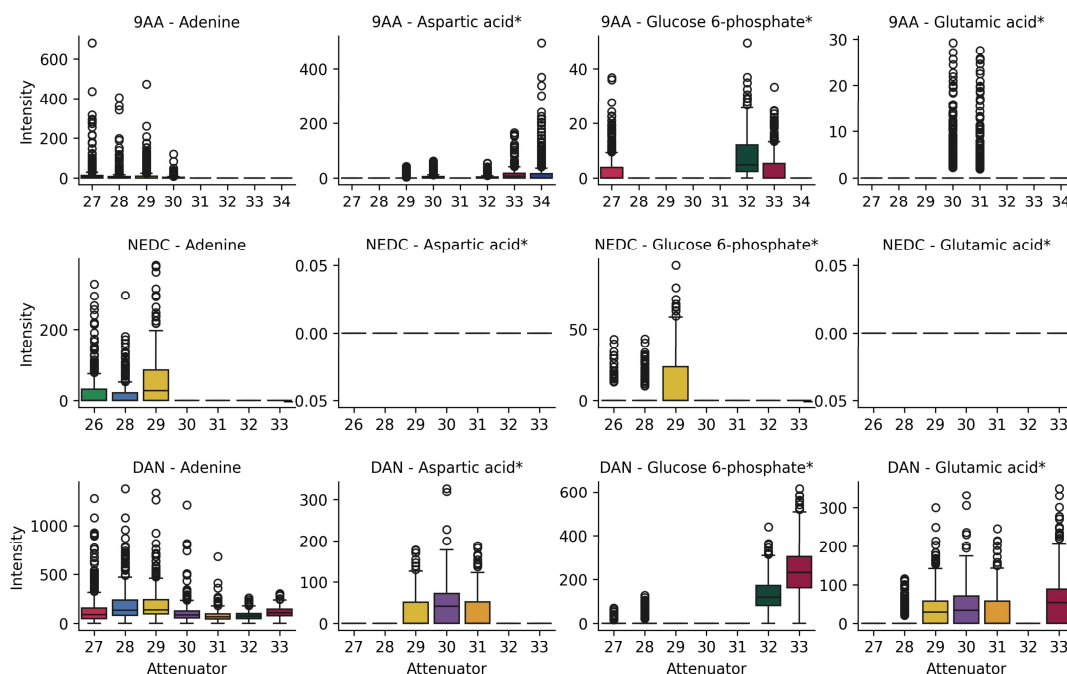 9AA - Adenine
9AA - Aspartic acid*
9AA - Glucose 6-phosphate*
9AA - Glutamic acid*
Intensity
600
400
200
0
400
200
0
40
20
0
30
20
10
0
27 28 29 30 31 32 33 34
27 28 29 30 31 32 33 34
27 28 29 30 31 32 33 34
27 28 29 30 31 32 33 34
NEDC - Adenine
NEDC - Aspartic acid*
NEDC - Glucose 6-phosphate*
NEDC - Glutamic acid*
Intensity
200
0
0.05
0.00
−0.05
50
0
0.05
0.00
−0.05
26 28 29 30 31 32 33
26 28 29 30 31 32 33
26 28 29 30 31 32 33
26 28 29 30 31 32 33
DAN - Adenine
DAN - Aspartic acid*
DAN - Glucose 6-phosphate*
DAN - Glutamic acid*
Intensity
1000
500
0
300
200
100
0
600
400
200
0
300
200
100
0
27 28 29 30 31 32 33
27 28 29 30 31 32 33
27 28 29 30 31 32 33
27 28 29 30 31 32 33
Attenuator
Attenuator
Attenuator
Attenuator